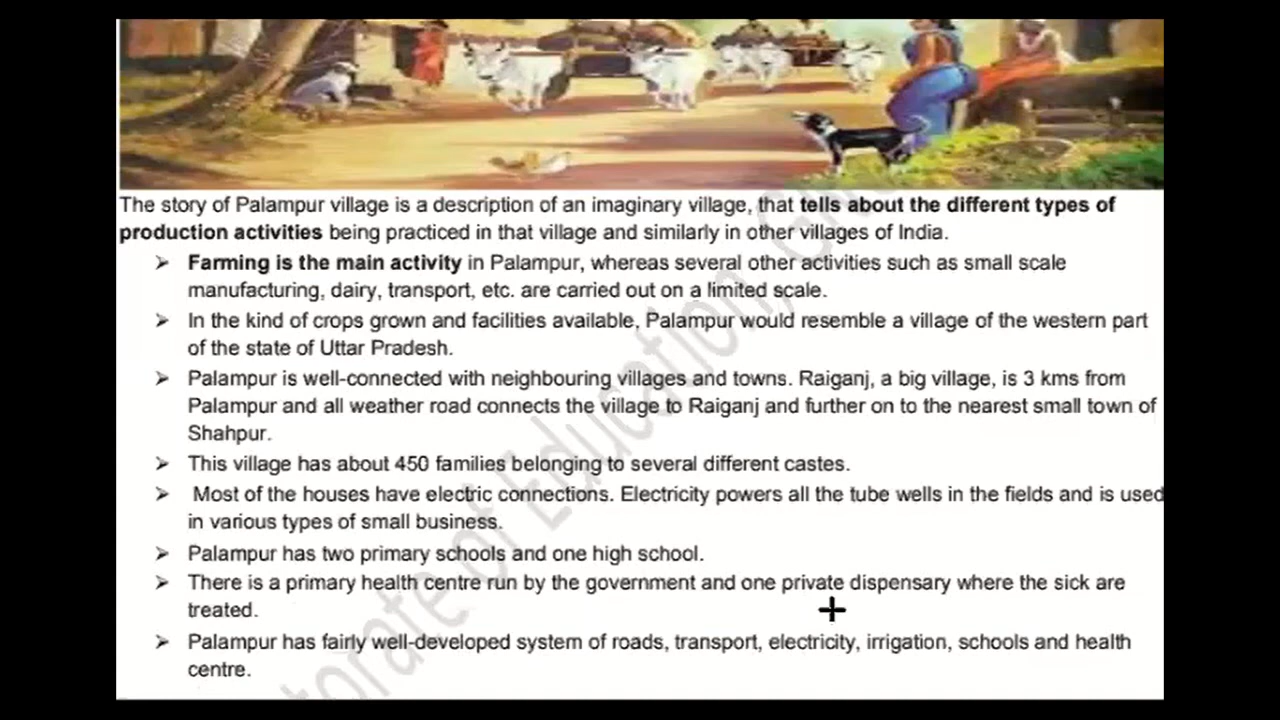 The story of Palampur village is a description of an imaginary village, that tells about the different types of
production activities being practiced in that village and similarly in other villages of India.
➢ Farming is the main activity in Palampur, whereas several other activities such as small scale
manufacturing, dairy, transport, etc. are carried out on a limited scale.
➢ In the kind of crops grown and facilities available, Palampur would resemble a village of the western part
of the state of Uttar Pradesh.
➢ Palampur is well-connected with neighbouring villages and towns. Raiganj, a big village, is 3 kms from
Palampur and all weather road connects the village to Raiganj and further on to the nearest small town of
Shahpur.
➢ This village has about 450 families belonging to several different castes.
➢ Most of the houses have electric connections. Electricity powers all the tube wells in the fields and is used
in various types of small business.
➢ Palampur has two primary schools and one high school.
➢ There is a primary health centre run by the government and one private dispensary where the sick are
treated.
➢ Palampur has fairly well-developed system of roads, transport, electricity, irrigation, schools and health
centre.
of Education,